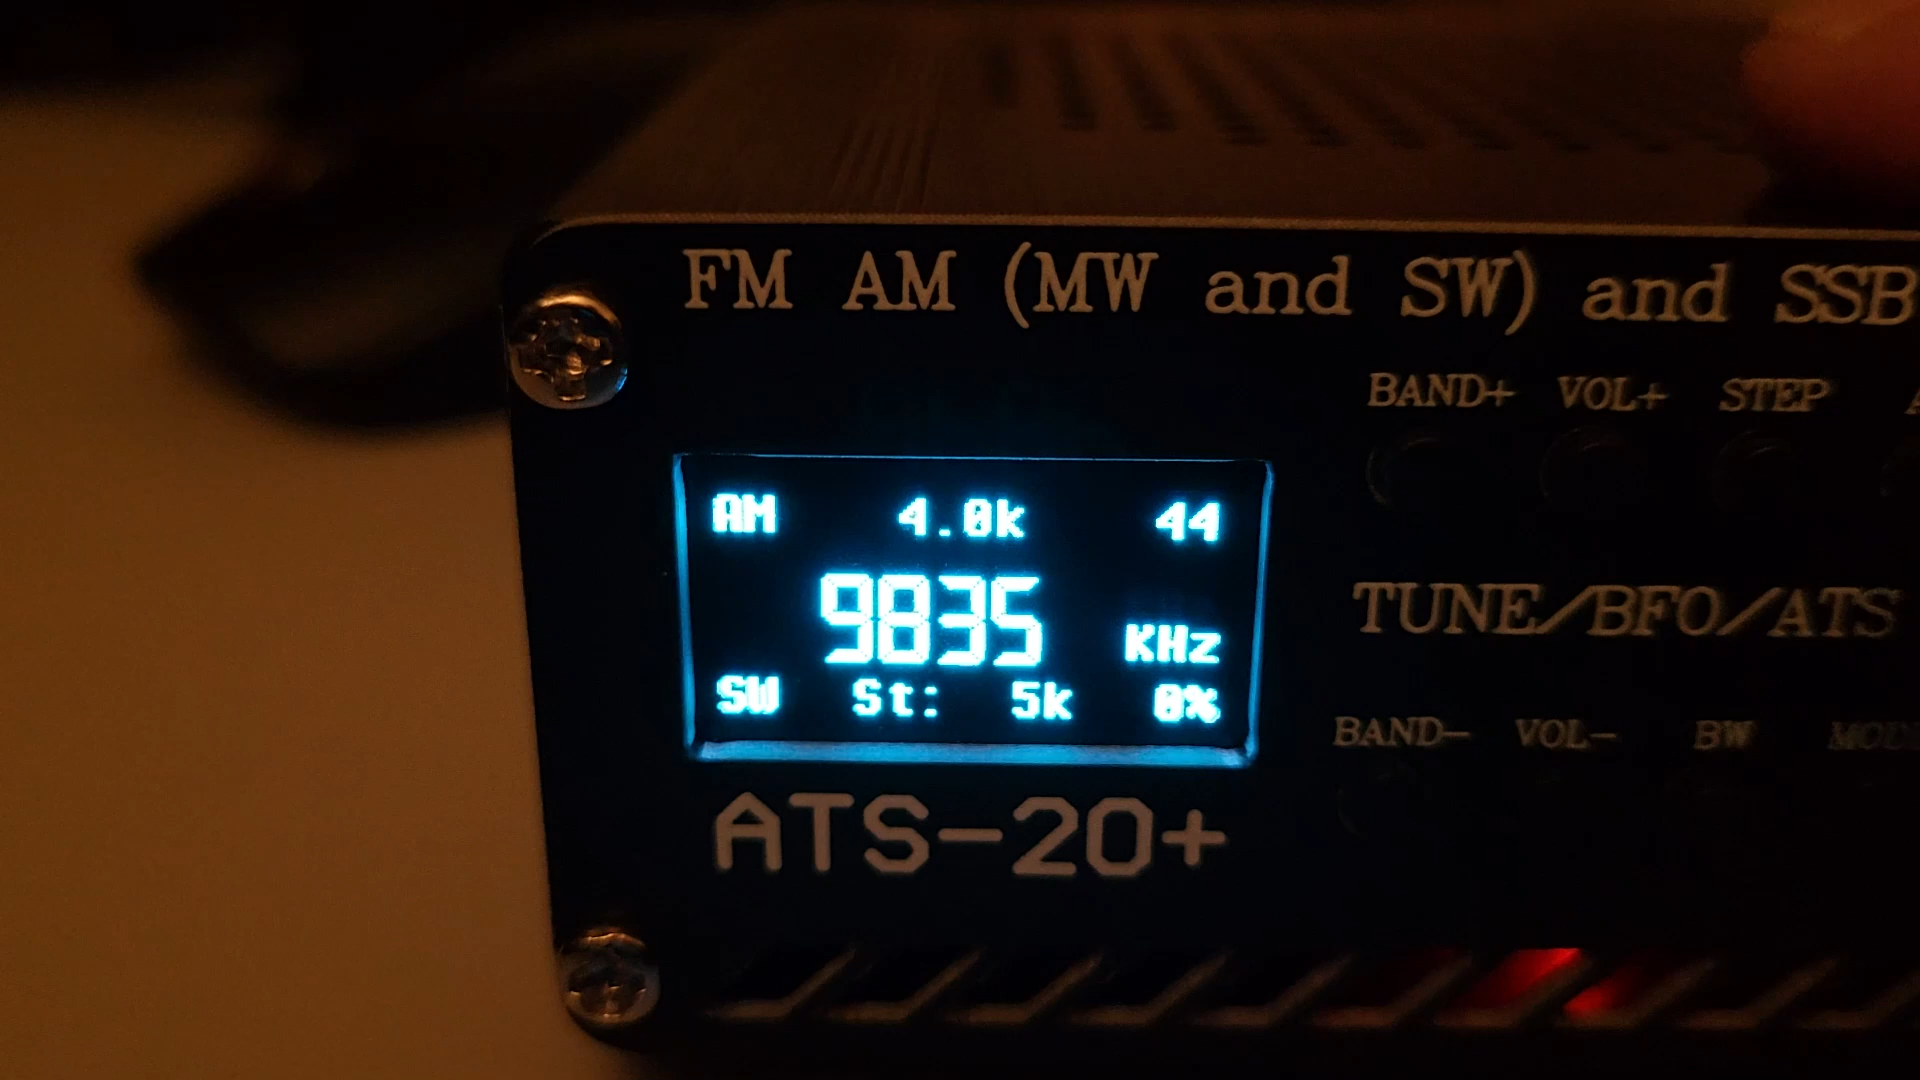 FM AM (MW and SW) and SSB
BAND+ VOL+ STEP
AM 4.0k 44
9835 KHz
SW St: 5k 0%
TUNE/BFO/ATS
BAND- VOL- BW
ATS-20+